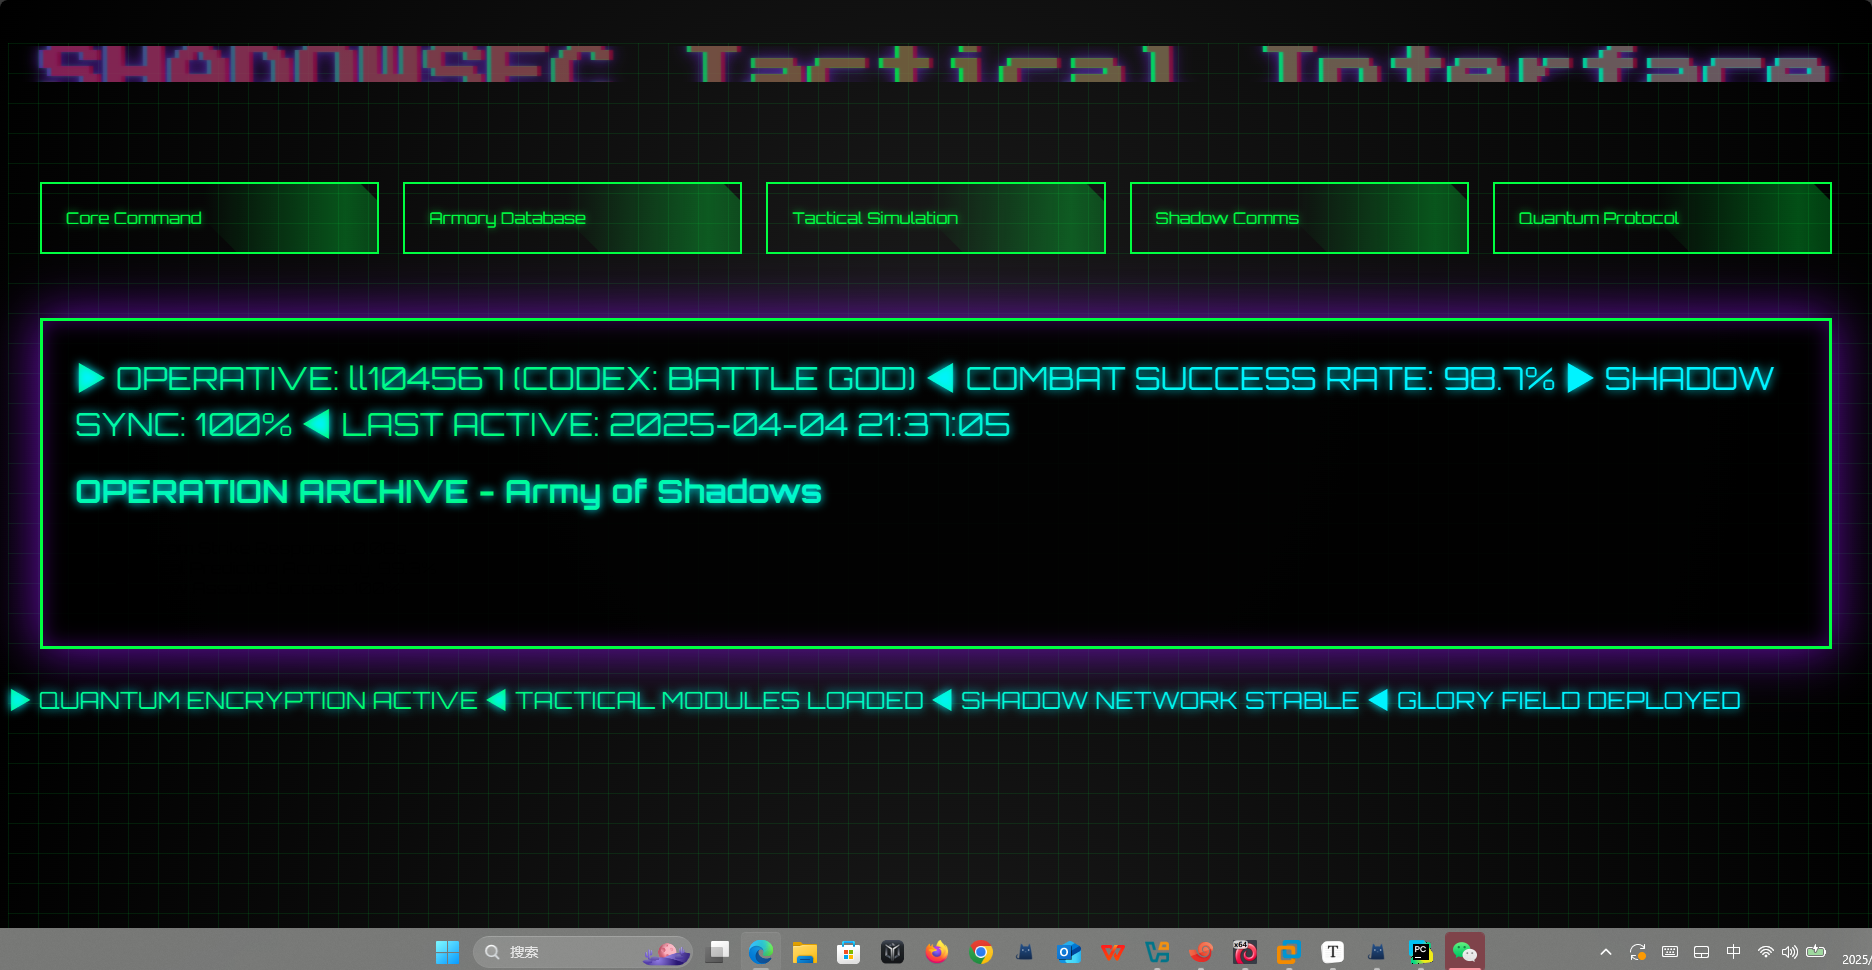 SHADOWSEC Tactical Interface
Core Command
Armory Database
Tactical Simulation
Shadow Comms
Quantum Protocol
▶ OPERATIVE: ll104567 (CODEX: BATTLE GOD) ◀ COMBAT SUCCESS RATE: 98.7% ▶ SHADOW
SYNC: 100% ◀ LAST ACTIVE: 2025-04-04 21:37:05
OPERATION ARCHIVE - Army of Shadows
▶ QUANTUM ENCRYPTION ACTIVE ◀ TACTICAL MODULES LOADED ◀ SHADOW NETWORK STABLE ◀ GLORY FIELD DEPLOYED
搜索
中
2025/